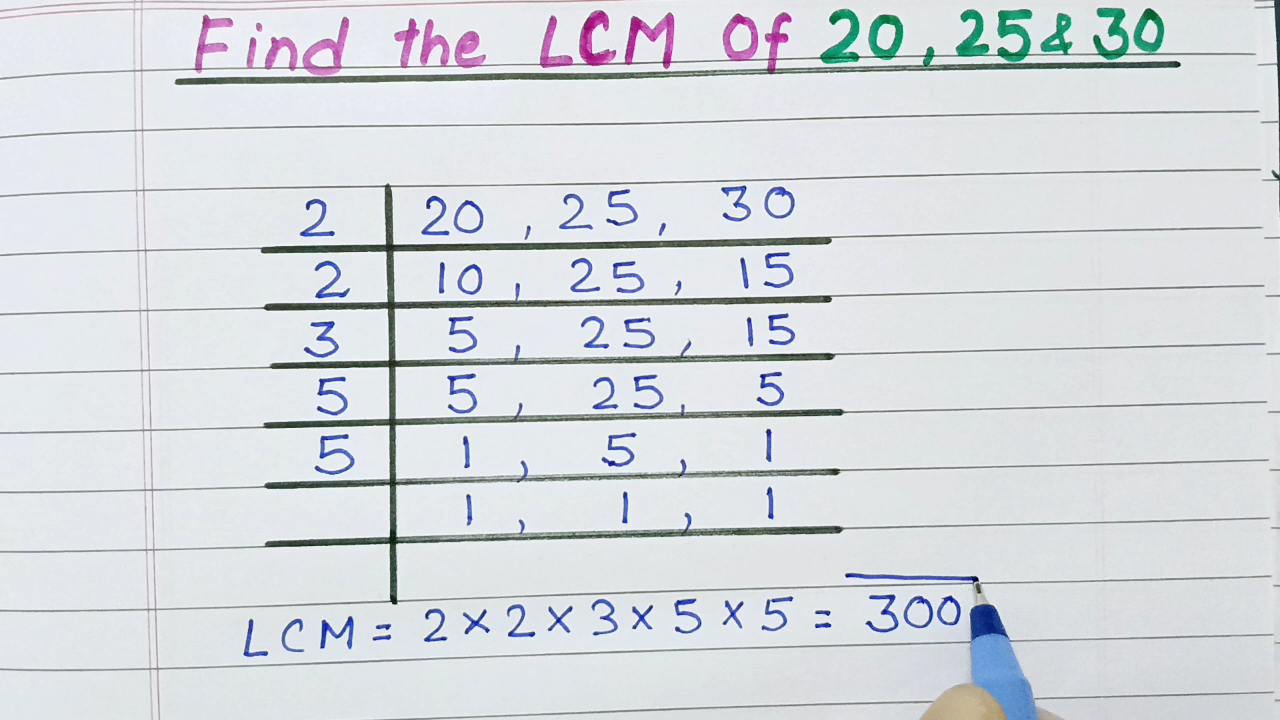 Find the LCM Of 20, 25 & 30
2 20, 25, 30
2 10, 25, 15
3 5, 25, 15
5 5, 25, 5
5 1, 5, 1
1, 1, 1
LCM = 2 × 2 × 3 × 5 × 5 = 300